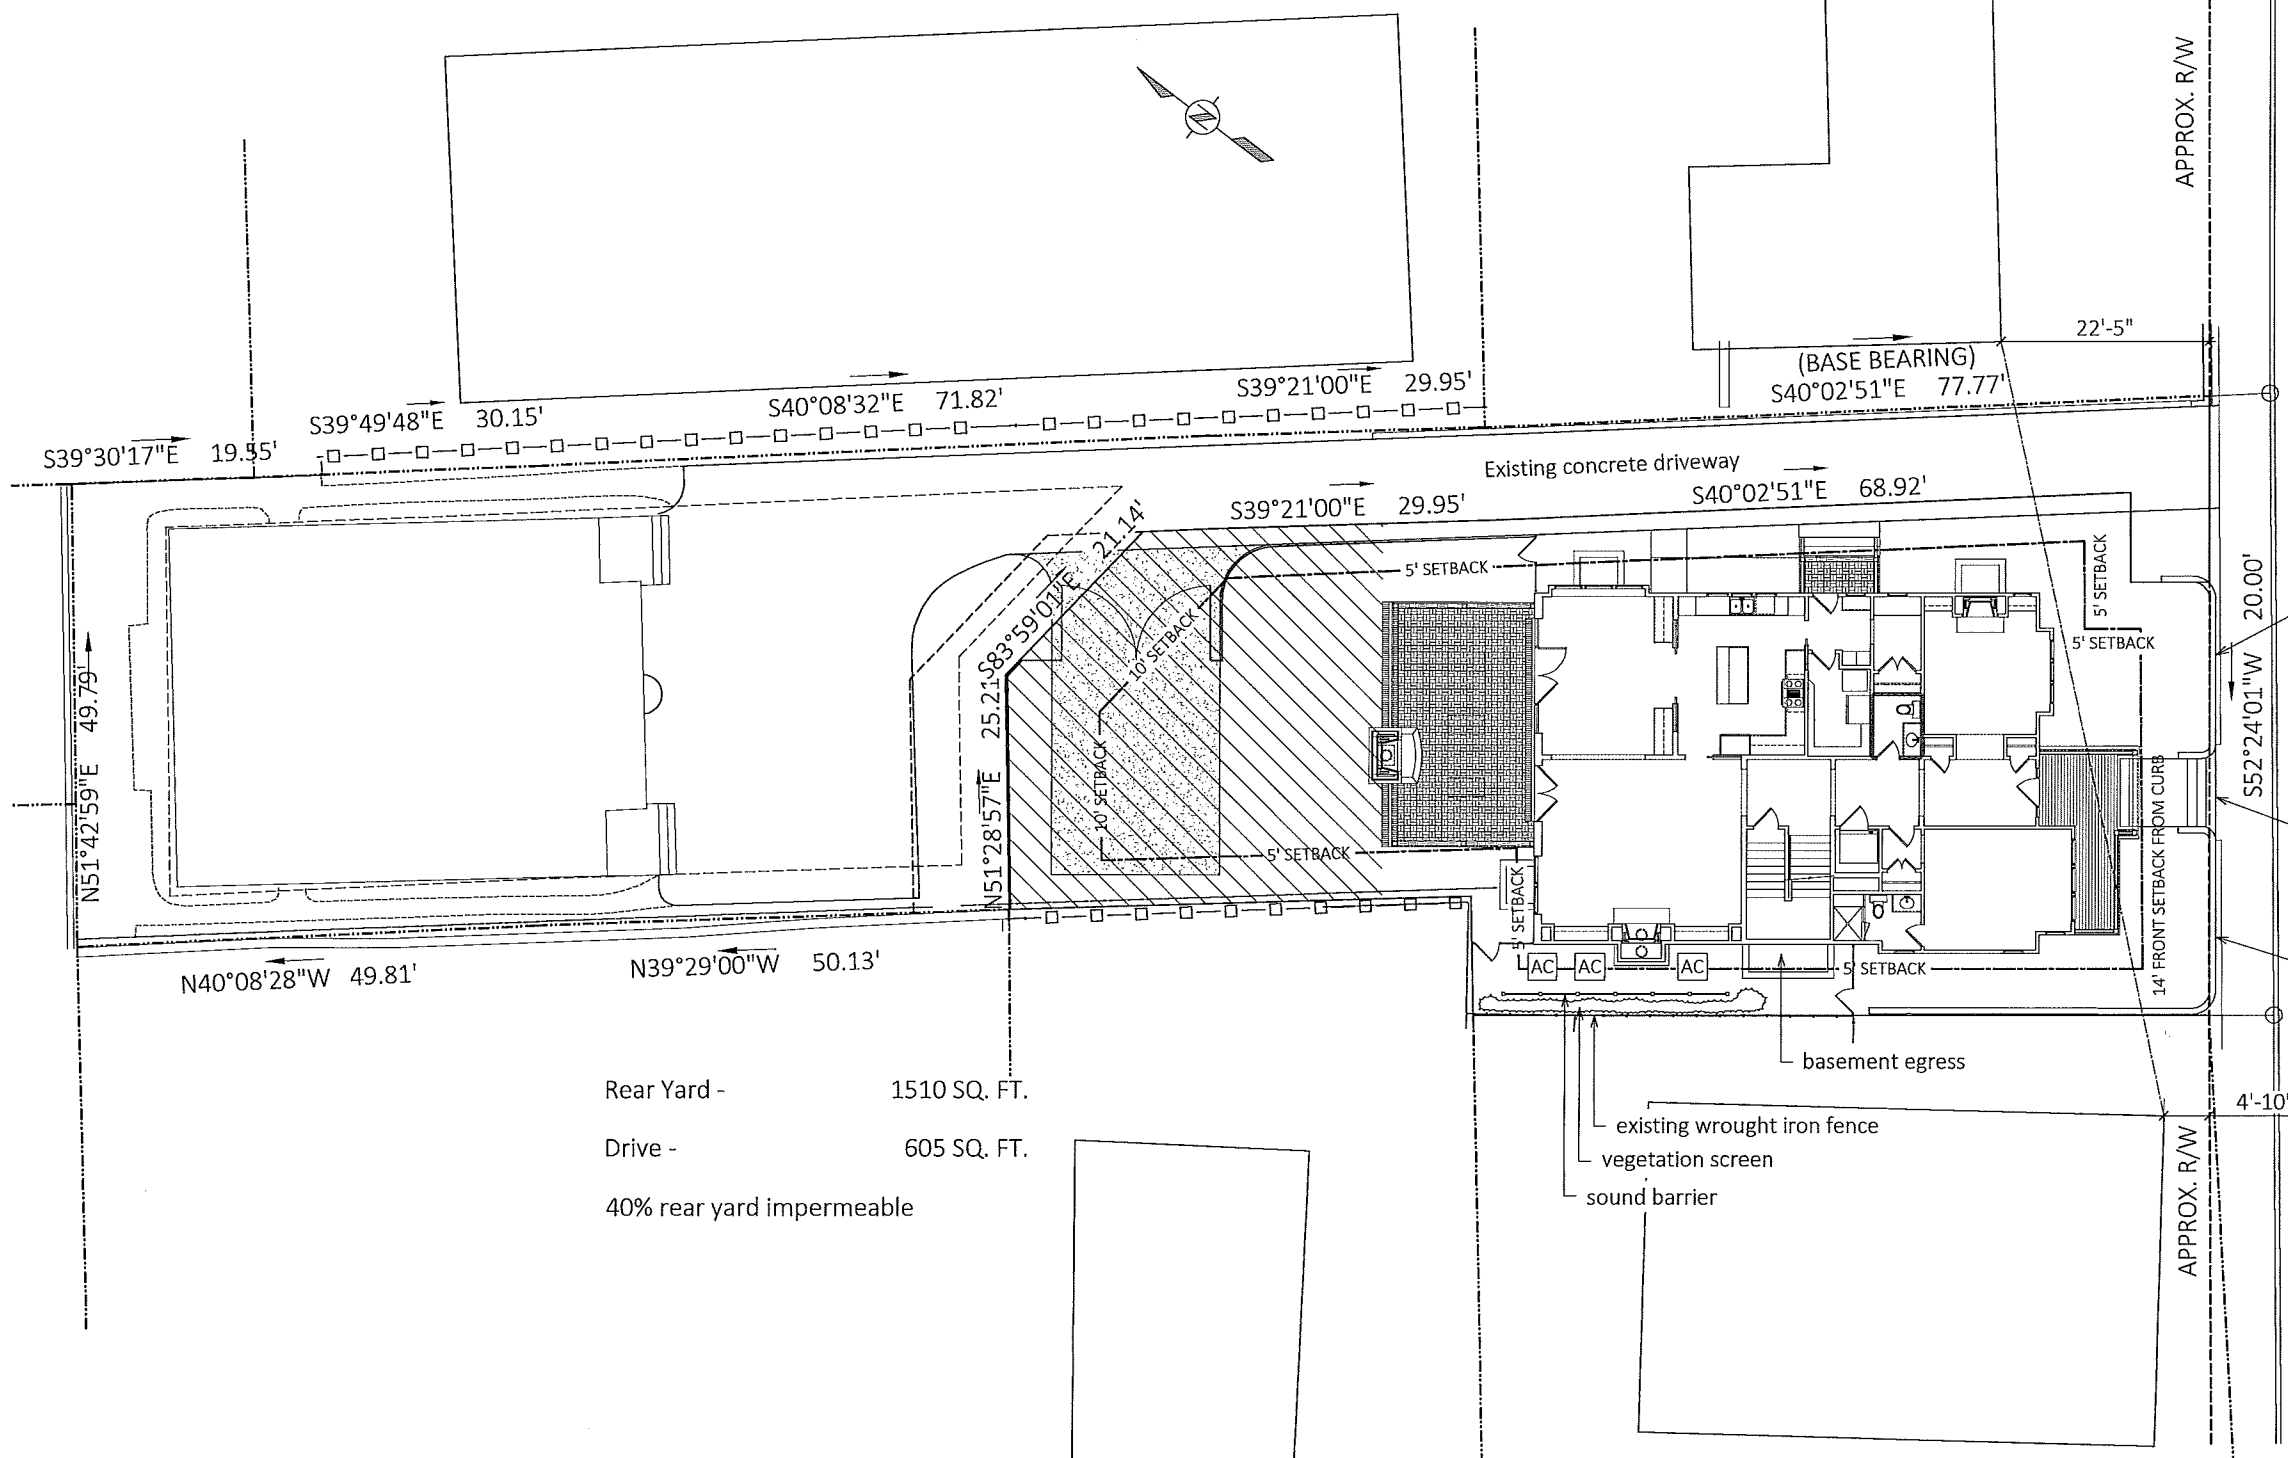 APPROX. R/W
22'-5"
(BASE BEARING)
S40°02'51"E 77.77'
S39°21'00"E 29.95'
S40°08'32"E 71.82'
S39°49'48"E 30.15'
S39°30'17"E 19.55'
Existing concrete driveway
S40°02'51"E 68.92'
S39°21'00"E 29.95'
S83°59'01"E 21.14'
5' SETBACK
5' SETBACK
5' SETBACK
10' SETBACK
10' SETBACK
N51°42'59"E 49.79'
N51°28'57"E 25.21'
S52°24'01"W 20.00'
5' SETBACK
5' SETBACK
14' FRONT SETBACK FROM CURB
N40°08'28"W 49.81'
N39°29'00"W 50.13'
AC
AC
AC
5' SETBACK
basement egress
existing wrought iron fence
vegetation screen
sound barrier
4'-10"
APPROX. R/W
Rear Yard - 1510 SQ. FT.
Drive - 605 SQ. FT.
40% rear yard impermeable